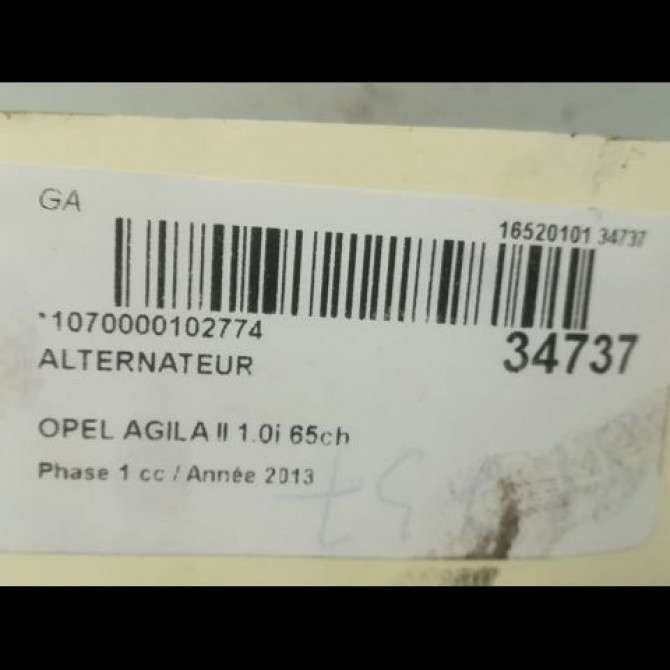 GA
16520101 34737
*1070000102774
34737
ALTERNATEUR
OPEL AGILA II 1.0i 65ch
Phase 1 cc / Année 2013